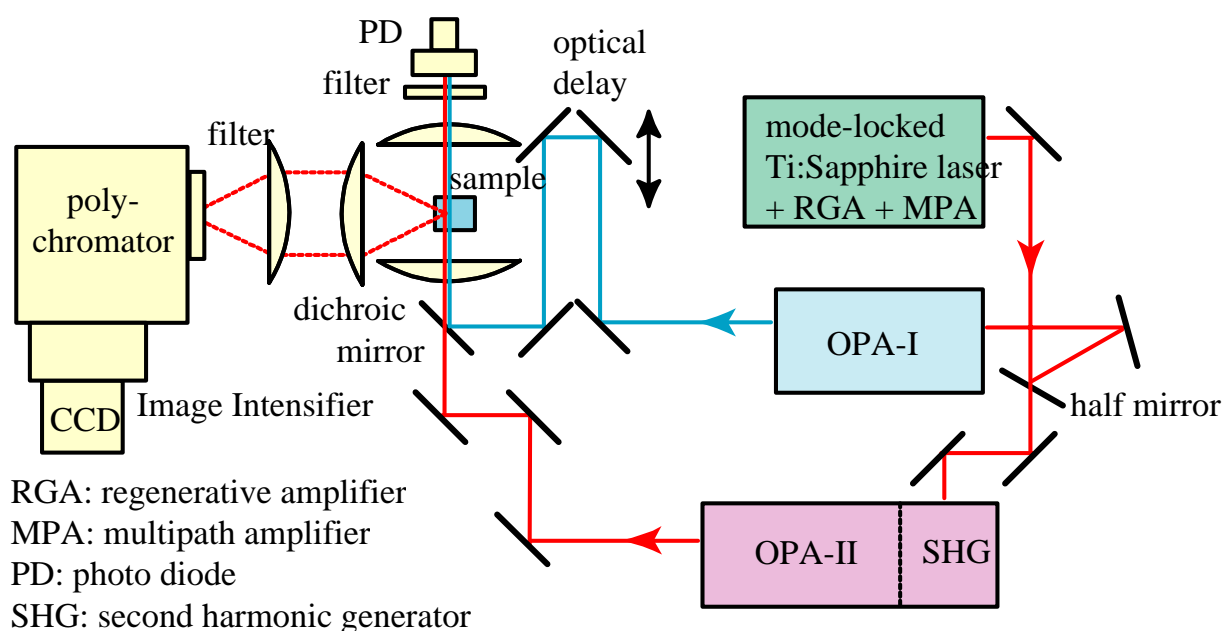 PD
optical
delay
filter
filter
mode-locked
Ti:Sapphire laser
+ RGA + MPA
sample
poly-
chromator
dichroic
mirror
OPA-I
half mirror
CCD
Image Intensifier
RGA: regenerative amplifier
MPA: multipath amplifier
PD: photo diode
SHG: second harmonic generator
OPA-II
SHG